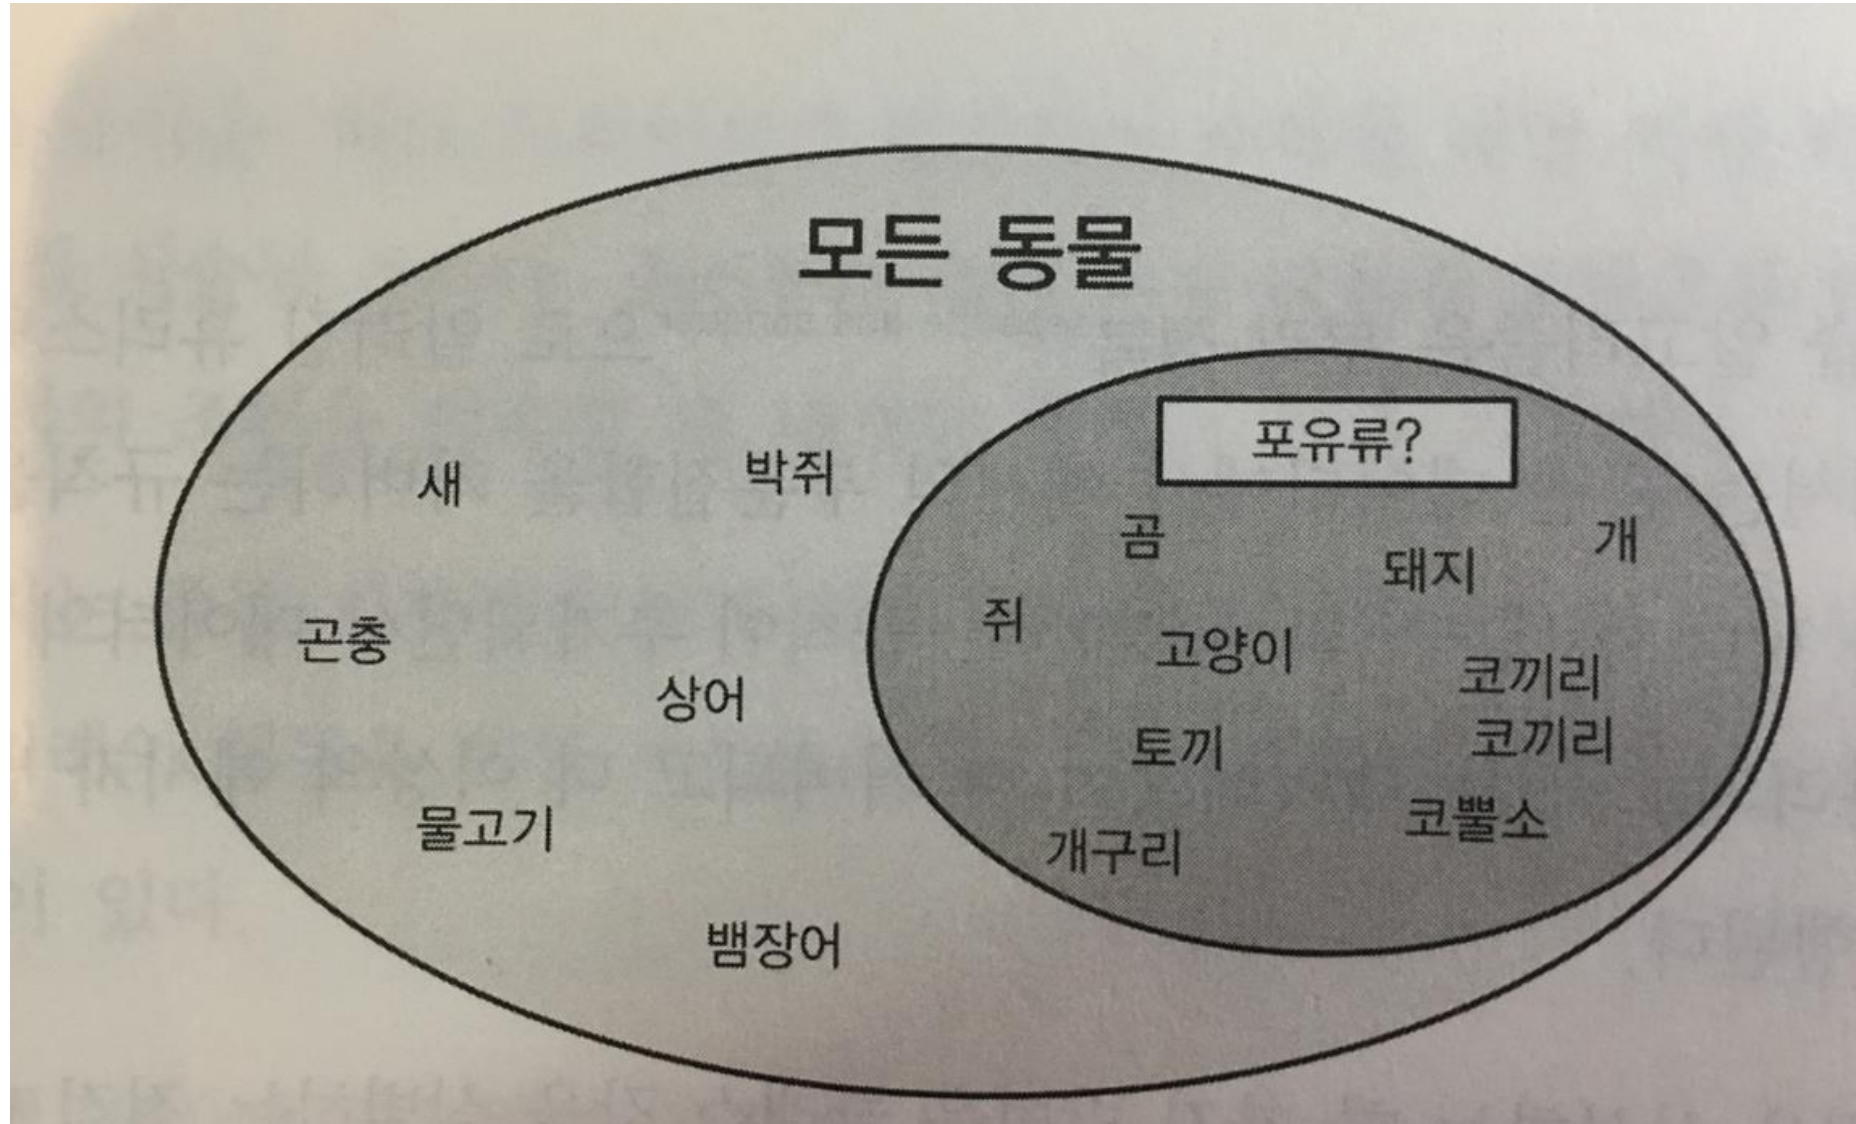 모든 동물
포유류?
새
박쥐
곰
돼지
개
쥐
곤충
고양이
상어
코끼리
토끼
코끼리
물고기
개구리
코뿔소
뱀장어